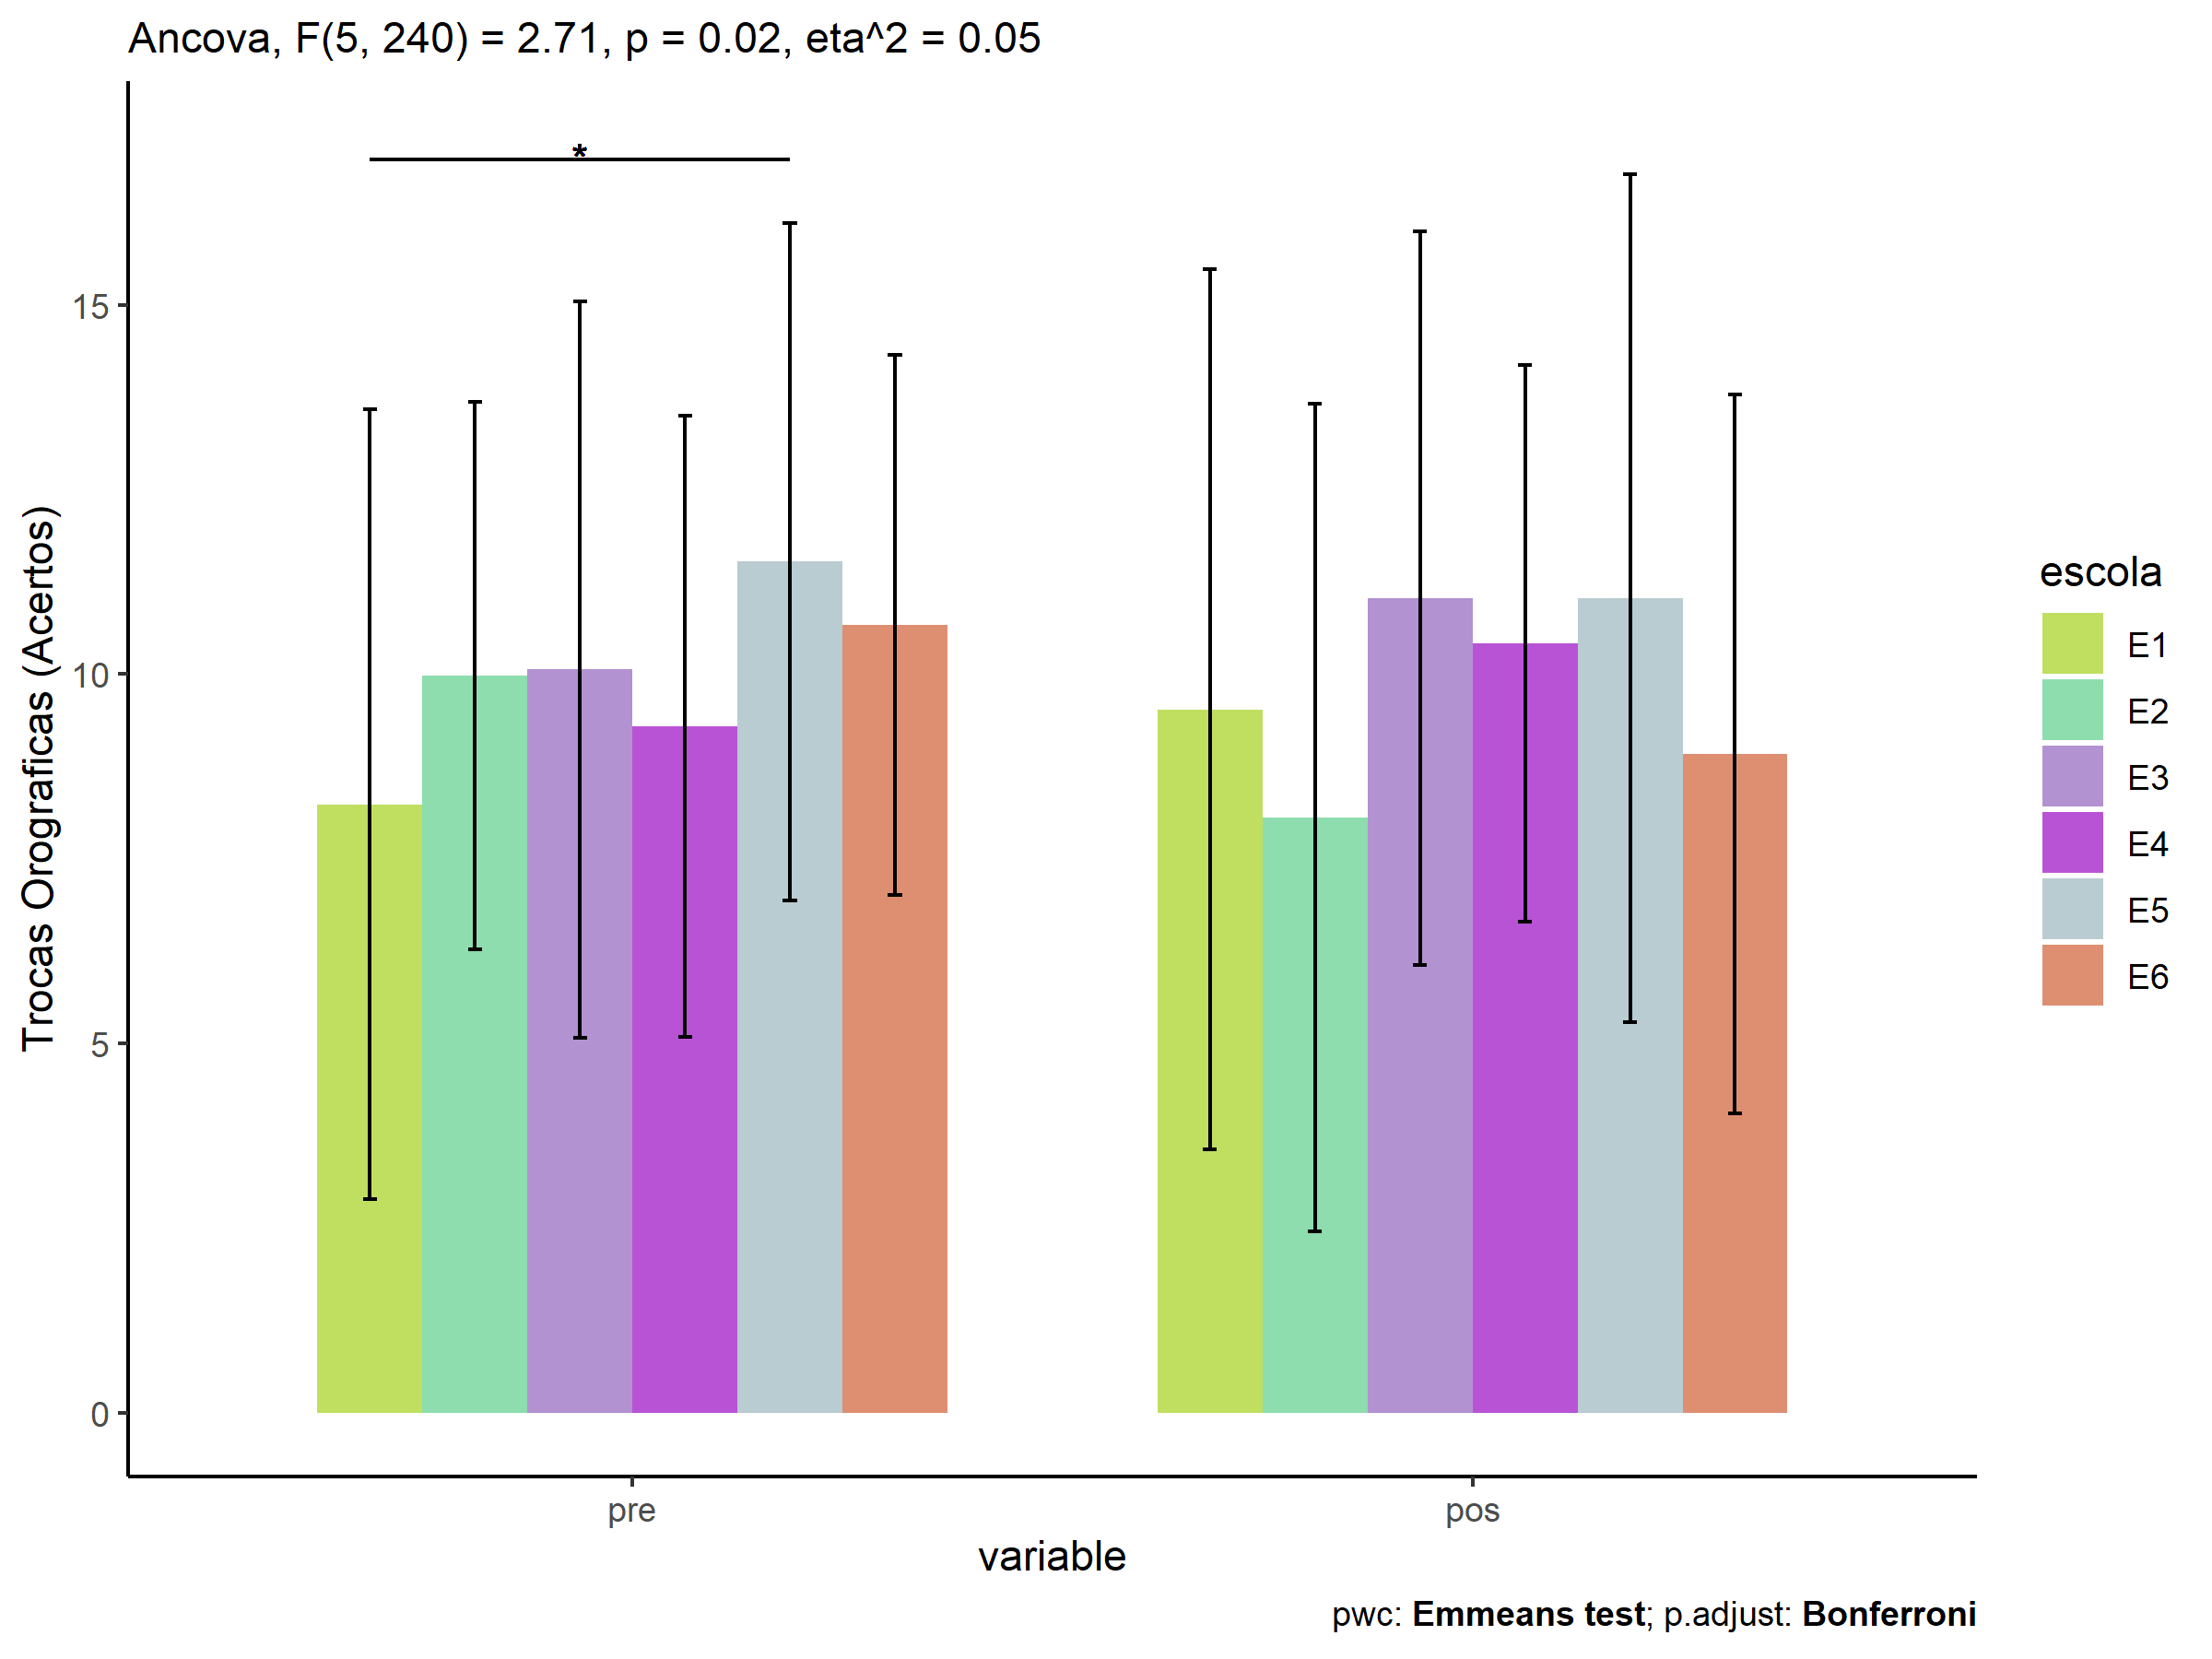 Ancova, F(5, 240) = 2.71, p = 0.02, eta^2 = 0.05
*
15
10
5
0
Trocas Orograficas (Acertos)
pre
pos
variable
escola
E1
E2
E3
E4
E5
E6
pwc: Emmeans test; p.adjust: Bonferroni